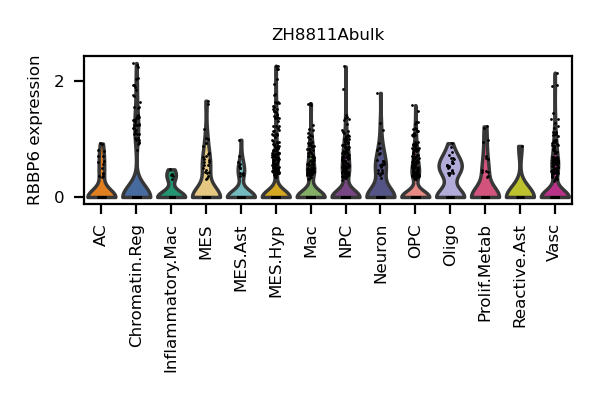 ZH8811Abulk
RBBP6 expression
2
0
AC
Chromatin.Reg
Inflammatory.Mac
MES
MES.Ast
MES.Hyp
Mac
NPC
Neuron
OPC
Oligo
Prolif.Metab
Reactive.Ast
Vasc